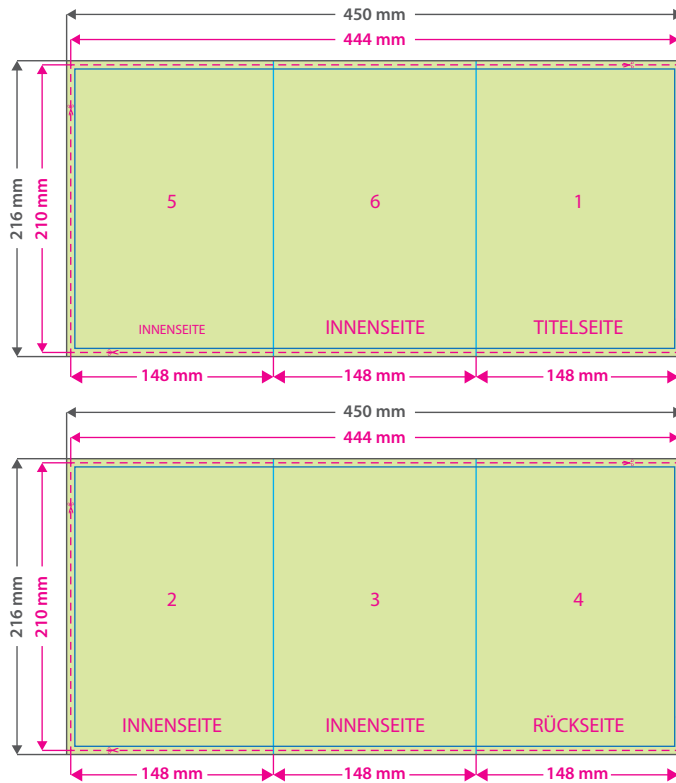 450 mm
444 mm
216 mm
210 mm
5
6
1
INNENSEITE
INNENSEITE
TITELSEITE
148 mm
148 mm
148 mm
450 mm
444 mm
216 mm
210 mm
2
3
4
INNENSEITE
INNENSEITE
RÜCKSEITE
148 mm
148 mm
148 mm